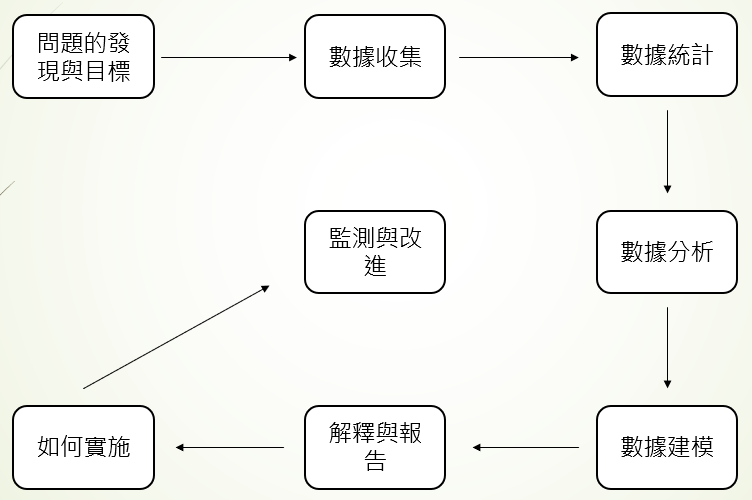 問題的發
現與目標
數據收集
數據統計
數據分析
數據建模
解釋與報
告
如何實施
監測與改
進